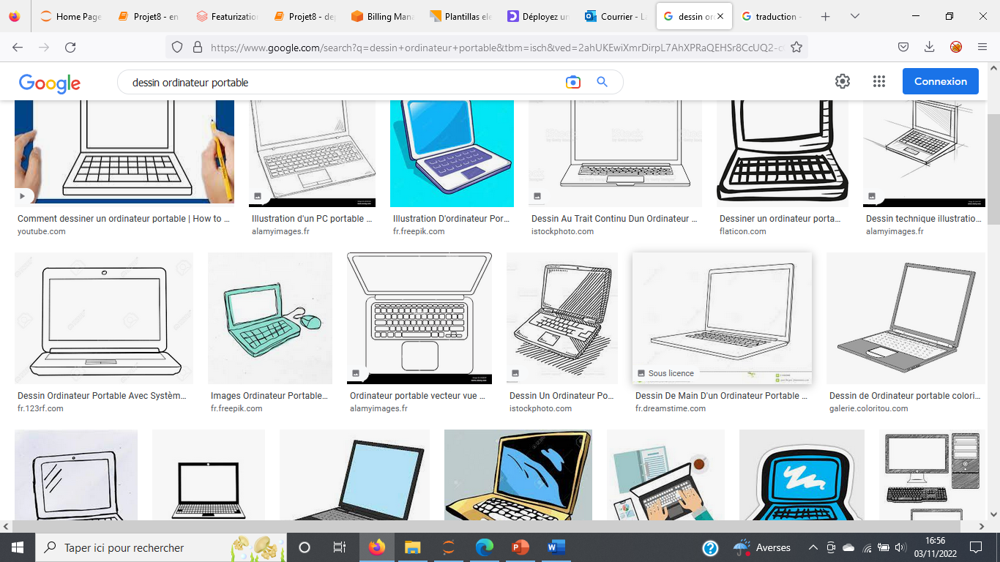 Home Page
Projet8 - en
Featurization
Projet8 - dep
Billing Mana
Plantillas ele
Déployez un
Courrier - La
dessin ord
traduction -
https://www.google.com/search?q=dessin+ordinateur+portable&tbm=isch&ved=2ahUKEwiXmrDirpL7AhXPRaQEHSr8CcUQ2-c
Google
dessin ordinateur portable
Connexion
Comment dessiner un ordinateur portable | How to ...
youtube.com
Illustration d'un PC portable ...
alamyimages.fr
Illustration D'ordinateur Por...
fr.freepik.com
Dessin Au Trait Continu Dun Ordinateur ...
istockphoto.com
Dessiner un ordinateur porta...
flaticon.com
Dessin technique illustratio...
alamyimages.fr
Sous licence
Dessin Ordinateur Portable Avec Systèm...
fr.123rf.com
Images Ordinateur Portable...
fr.freepik.com
Ordinateur portable vecteur vue ...
alamyimages.fr
Dessin Un Ordinateur Po...
istockphoto.com
Dessin De Main D'un Ordinateur Portable ...
fr.dreamstime.com
Dessin de Ordinateur portable colori...
galerie.coloritou.com
Taper ici pour rechercher
Averses
16:56
03/11/2022